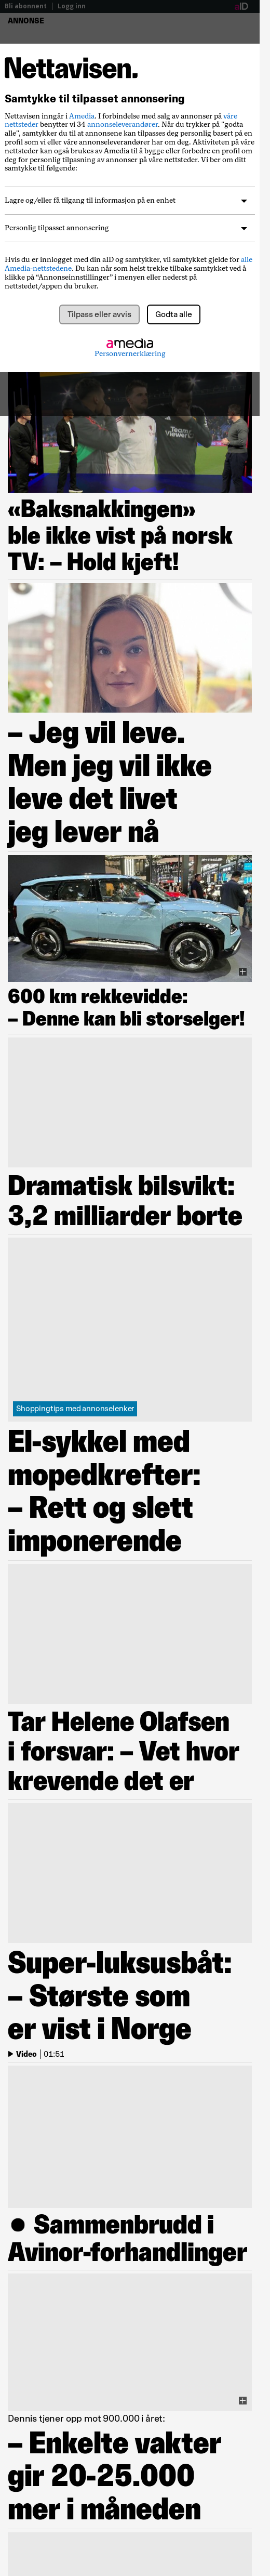 Bli abonnent | Logg inn
aID
ANNONSE
Nettavisen.
Samtykke til tilpasset annonsering
Nettavisen inngår i Amedia. I forbindelse med salg av annonser på våre
nettsteder benytter vi 34 annonseleverandører. Når du trykker på "godta
alle", samtykker du til at annonsørene kan tilpasse deg personlig basert på en
profil som vi eller våre annonseleverandører har om deg. Aktiviteten på våre
nettsteder kan også brukes av Amedia til å bygge eller forbedre en profil om
deg for personlig tilpasning av annonser på våre nettsteder. Vi ber om ditt
samtykke til følgende:
Lagre og/eller få tilgang til informasjon på en enhet
Personlig tilpasset annonsering
Hvis du er innlogget med din aID og samtykker, vil samtykket gjelde for alle
Amedia-nettstedene. Du kan når som helst trekke tilbake samtykket ved å
klikke på "Annonseinnstillinger" i menyen eller nederst på
nettstedet/appen du bruker.
Tilpass eller avvis
Godta alle
amedia
Personvernerklæring
«Baksnakkingen»
ble ikke vist på norsk
TV: – Hold kjeft!
– Jeg vil leve.
Men jeg vil ikke
leve det livet
jeg lever nå
600 km rekkevidde:
– Denne kan bli storselger!
Dramatisk bilsvikt:
3,2 milliarder borte
Shoppingtips med annonselenker
El-sykkel med
mopedkrefter:
– Rett og slett
imponerende
Tar Helene Olafsen
i forsvar: – Vet hvor
krevende det er
Super-luksusbåt:
– Største som
er vist i Norge
Video | 01:51
● Sammenbrudd i
Avinor-forhandlinger
Dennis tjener opp mot 900.000 i året:
– Enkelte vakter
gir 20-25.000
mer i måneden